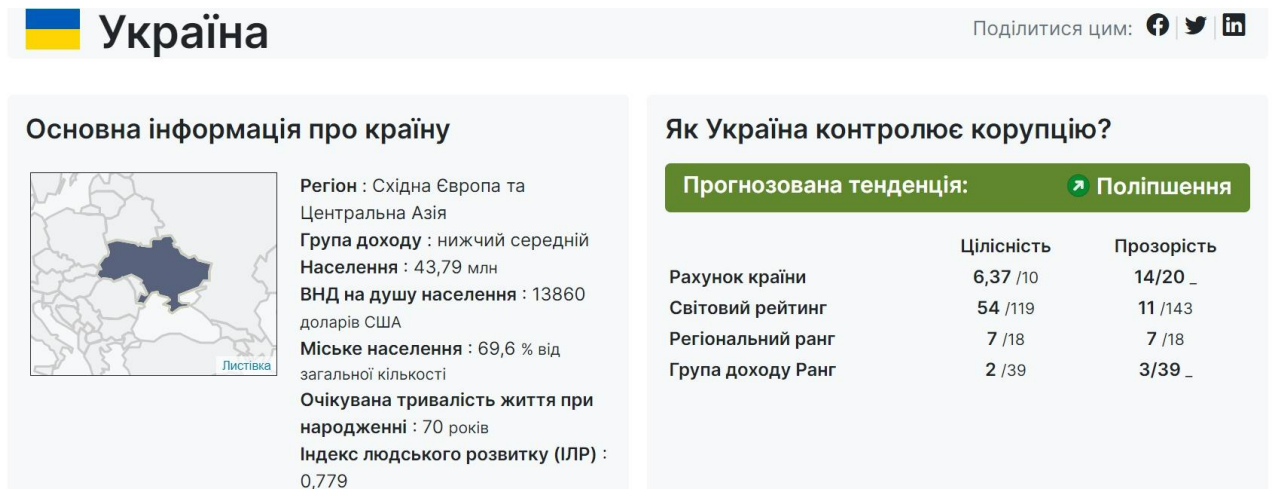 Україна
Поділитися цим:
Основна інформація про країну
Листівка
Регіон : Східна Європа та
Центральна Азія
Група доходу : нижчий середній
Населення : 43,79 млн
ВНД на душу населення : 13860
доларів США
Міське населення : 69,6 % від
загальної кількості
Очікувана тривалість життя при
народженні : 70 років
Індекс людського розвитку (ІЛР) :
0,779
Як Україна контролює корупцію?
Прогнозована тенденція: Поліпшення
Цілісність Прозорість
Рахунок країни 6,37 /10 14/20 _
Світовий рейтинг 54 /119 11 /143
Регіональний ранг 7 /18 7 /18
Група доходу Ранг 2 /39 3/39 _